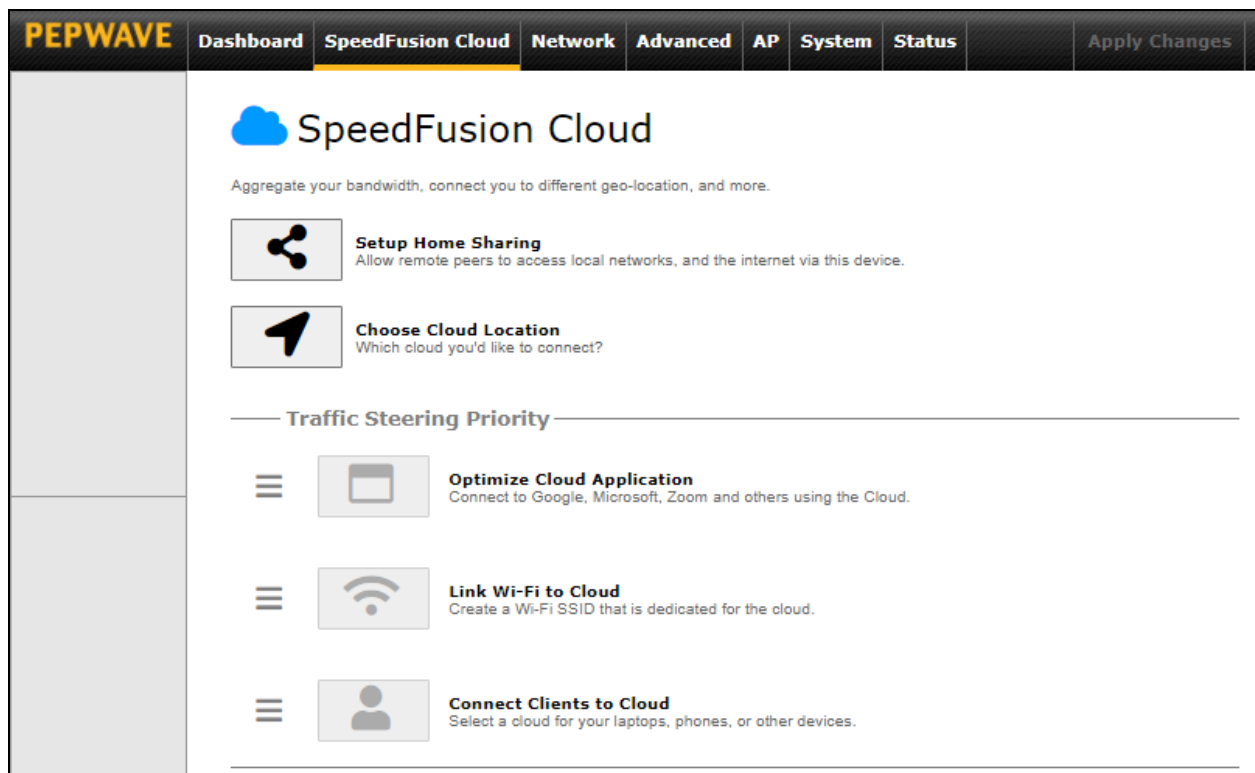 PEPWAVE Dashboard SpeedFusion Cloud Network Advanced AP System Status Apply Changes
SpeedFusion Cloud
Aggregate your bandwidth, connect you to different geo-location, and more.
Setup Home Sharing
Allow remote peers to access local networks, and the internet via this device.
Choose Cloud Location
Which cloud you'd like to connect?
Traffic Steering Priority
Optimize Cloud Application
Connect to Google, Microsoft, Zoom and others using the Cloud.
Link Wi-Fi to Cloud
Create a Wi-Fi SSID that is dedicated for the cloud.
Connect Clients to Cloud
Select a cloud for your laptops, phones, or other devices.